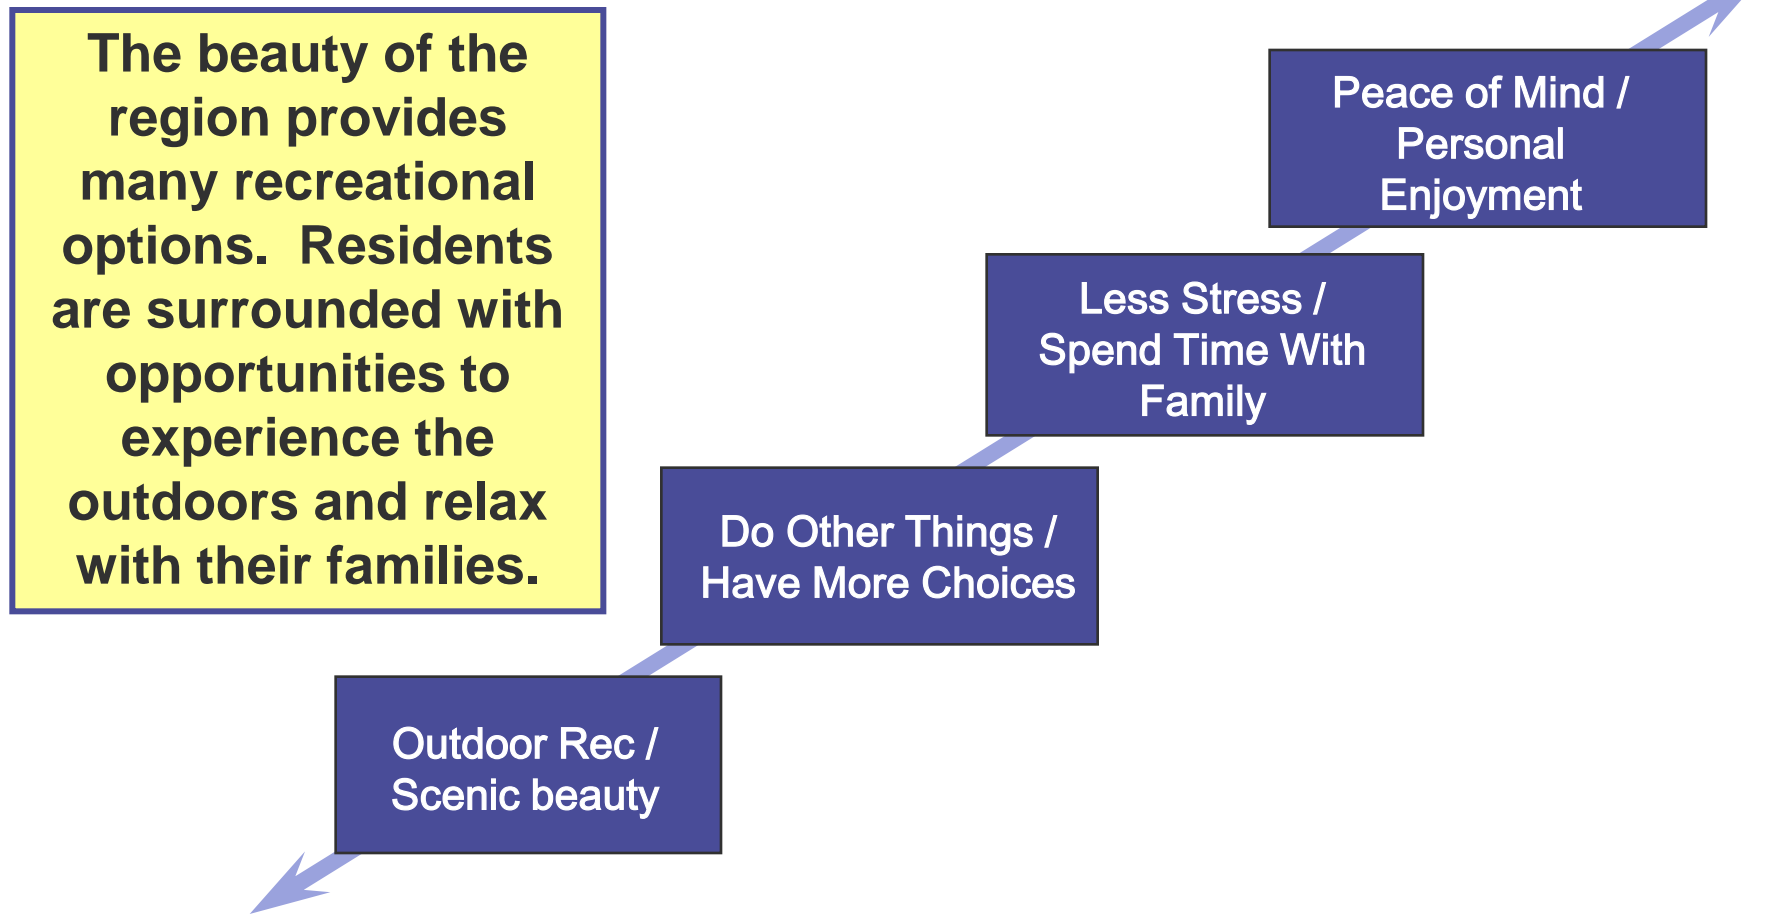 The beauty of the
region provides
many recreational
options.  Residents
are surrounded with
opportunities to
experience the
outdoors and relax
with their families.
Peace of Mind /
Personal
Enjoyment
Less Stress /
Spend Time With
Family
Do Other Things /
Have More Choices
Outdoor Rec /
Scenic beauty